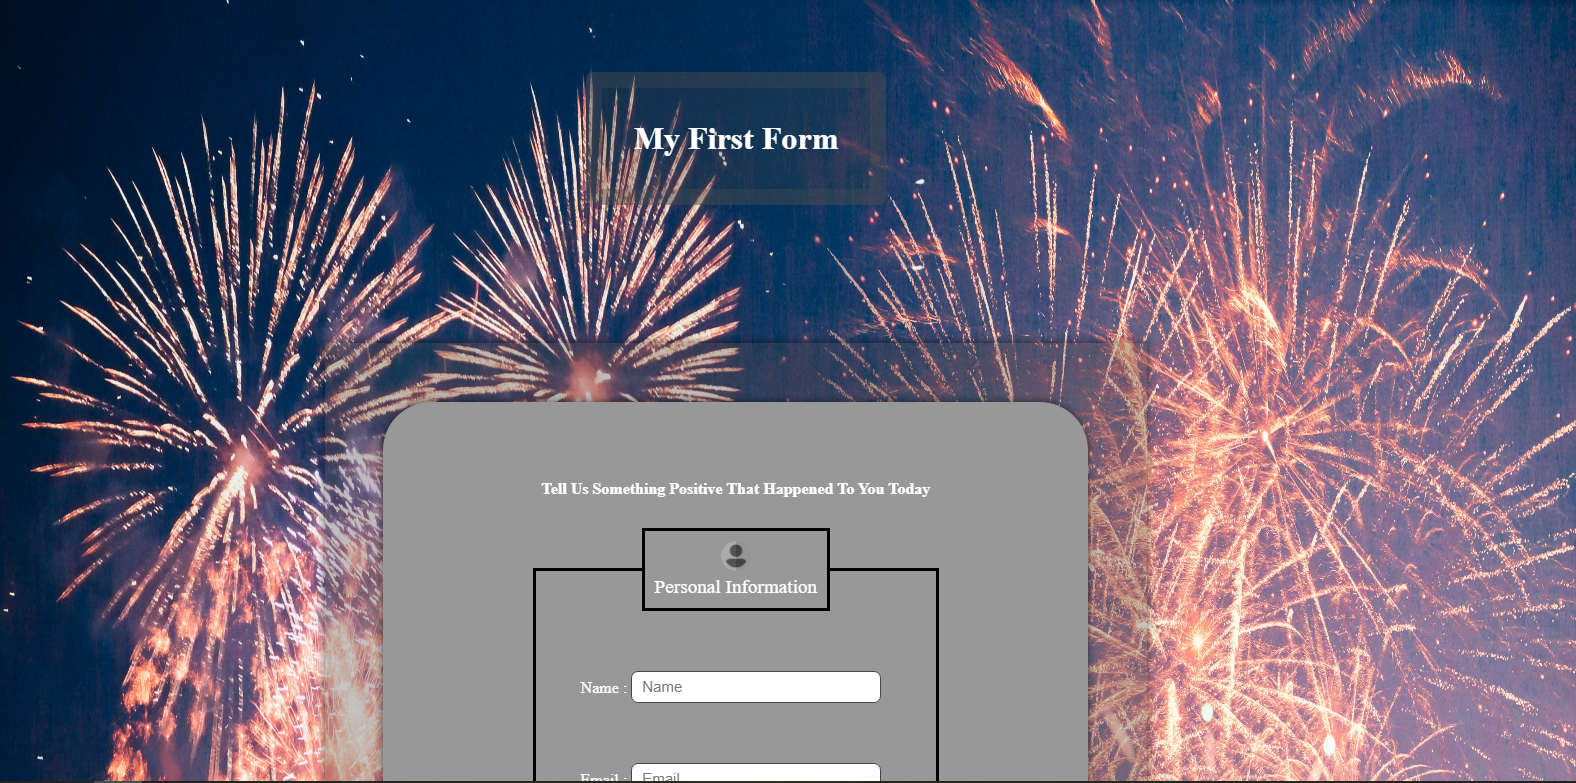 My First Form
Tell Us Something Positive That Happened To You Today
Personal Information
Name : Name
Email : Email